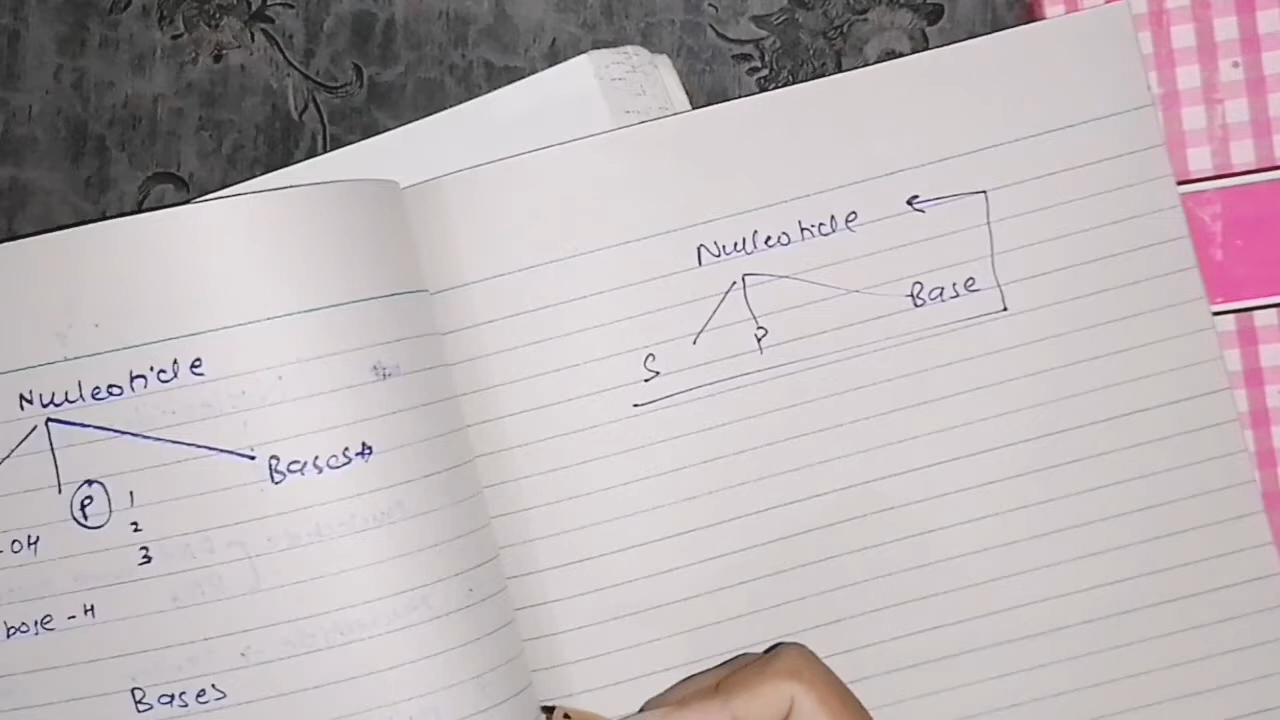 Nucleotide
Bases
P 1
2
3
-OH
bose -H
Bases
Nucleotide
Base
S P